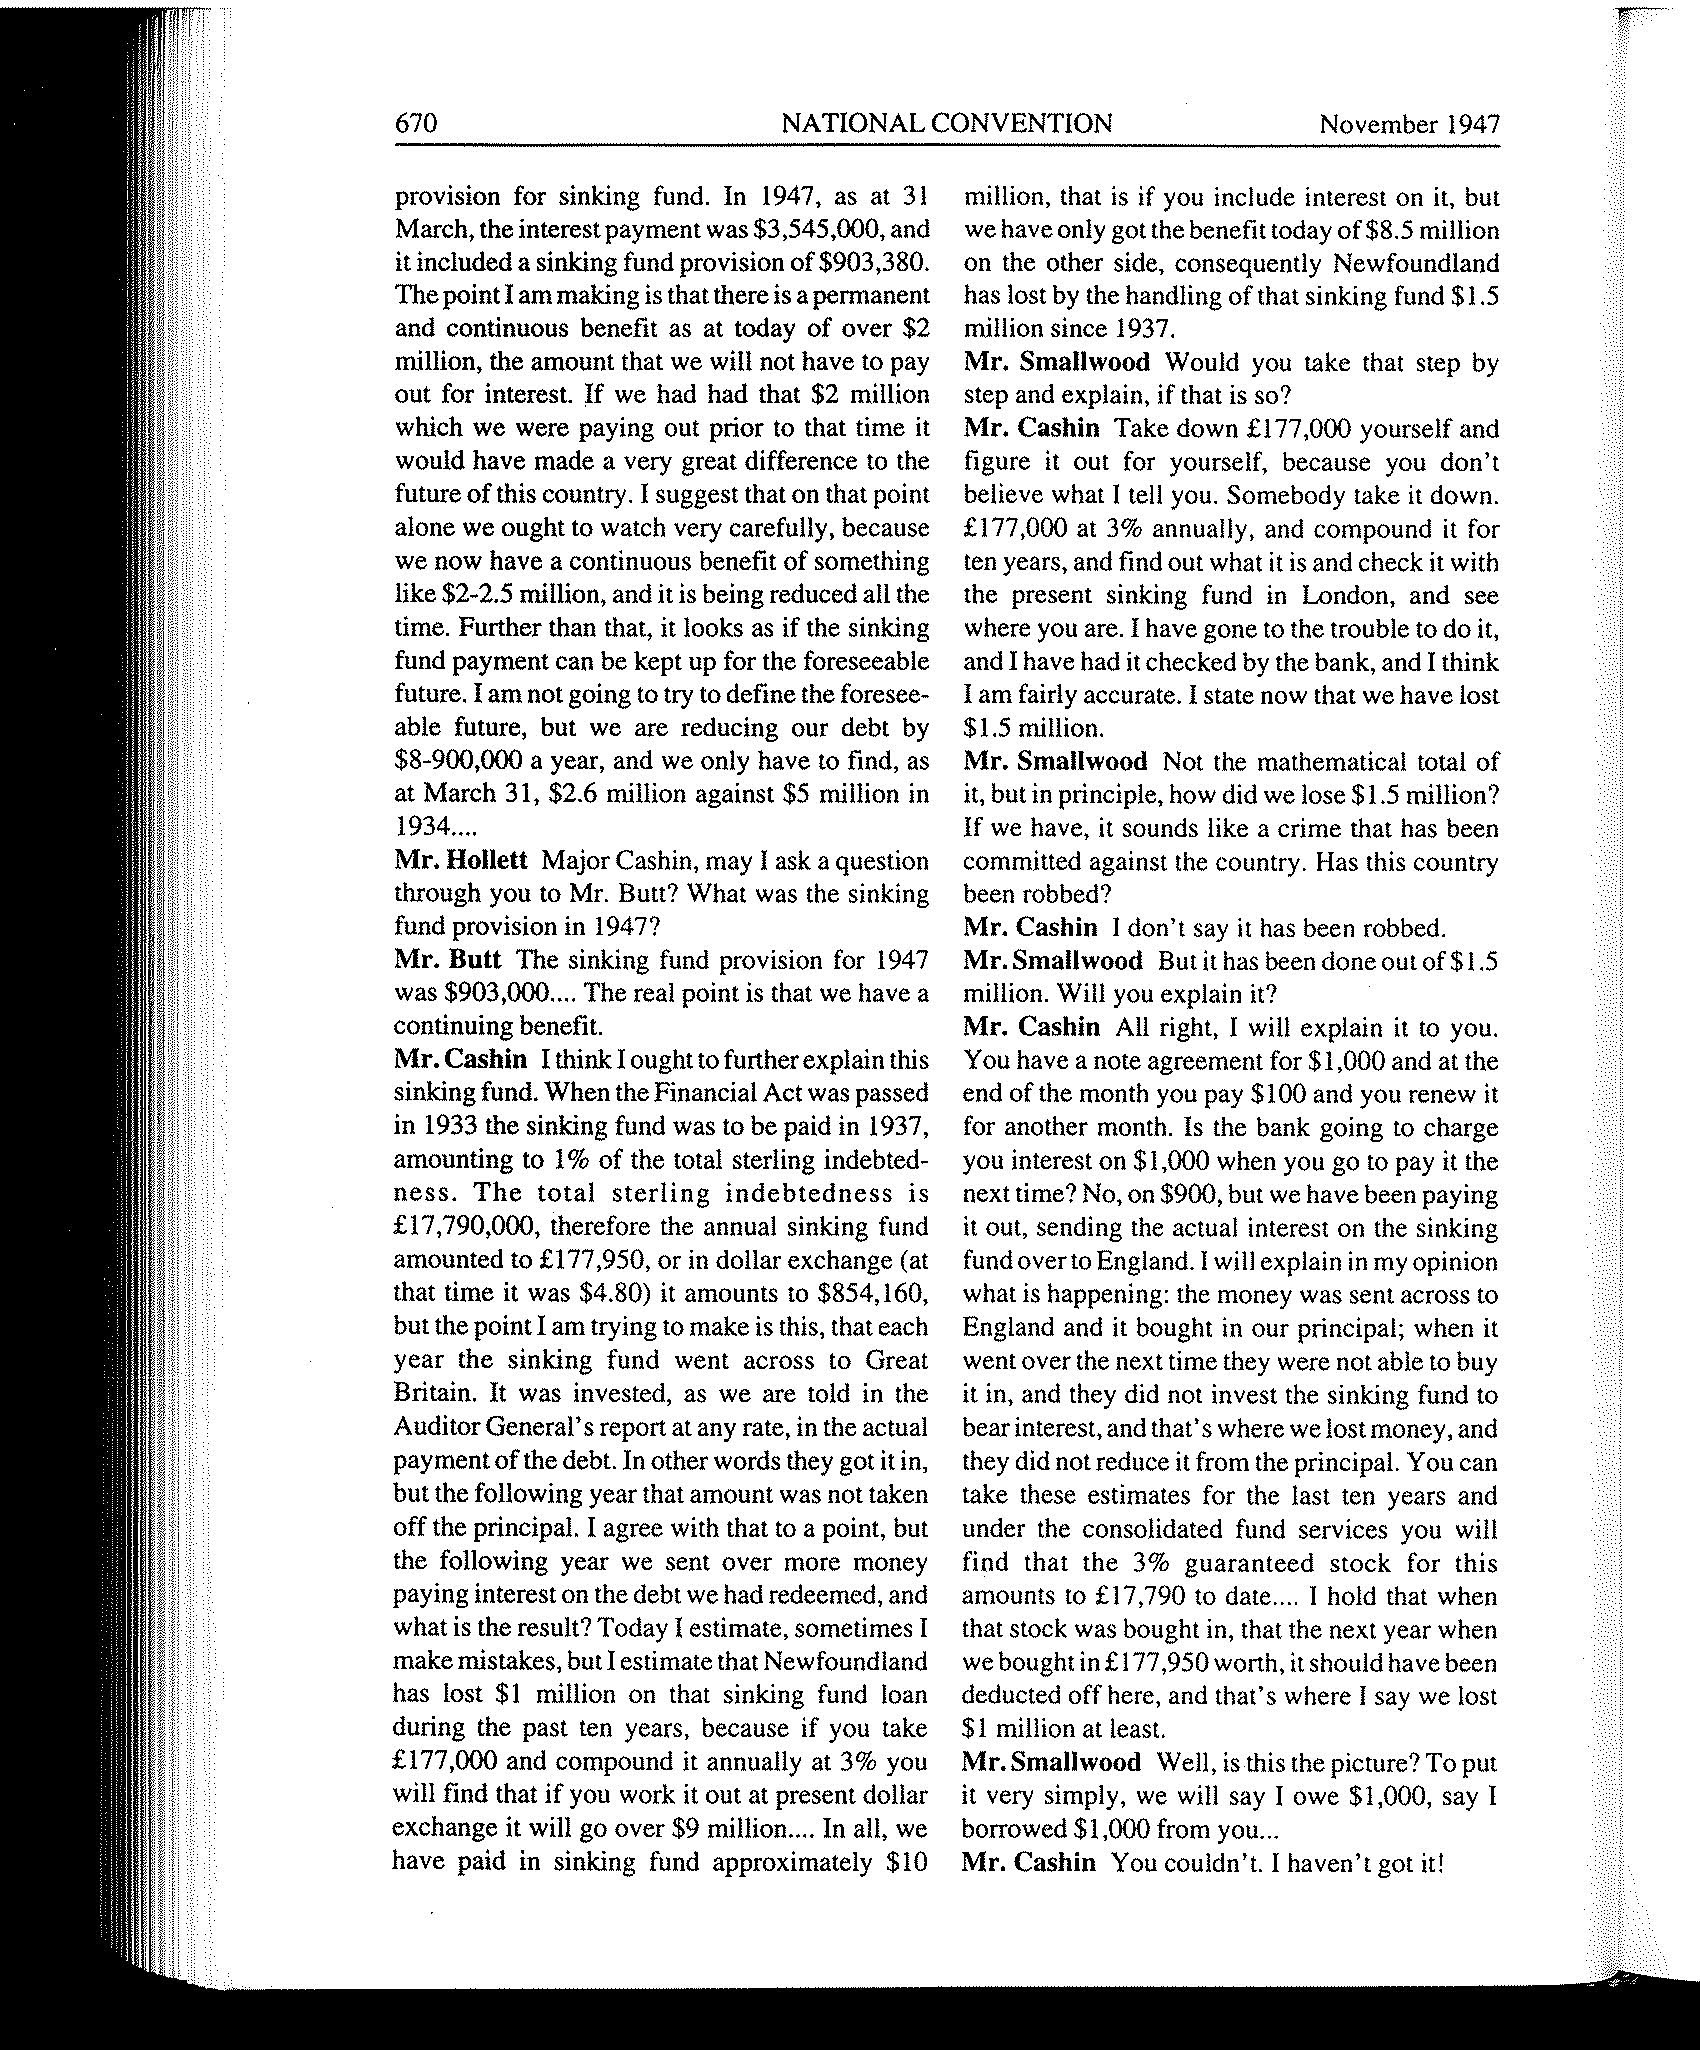 670 NATIONAL CONVENTION November 1947
provision for sinking fund. In 1947, as at 31
March, the interest payment was $3,545,000, and
it included a sinking fund provision of $903,380.
The point I am making is that there is a permanent
and continuous benefit as at today of over $2
million, the amount that we will not have to pay
out for interest. If we had had that $2 million
which we were paying out prior to that time it
would have made a very great difference to the
future of this country. I suggest that on that point
alone we ought to watch very carefully, because
we now have a continuous benefit of something
like $2-2.5 million, and it is being reduced all the
time. Further than that, it looks as if the sinking
fund payment can be kept up for the foreseeable
future. I am not going to try to define the foresee-
able future, but we are reducing our debt by
$8-900,000 a year, and we only have to find, as
at March 31, $2.6 million against $5 million in
1934....
Mr. Hollett Major Cashin, may I ask a question
through you to Mr. Butt? What was the sinking
fund provision in 1947?
Mr. Butt The sinking fund provision for 1947
was $903,000.... The real point is that we have a
continuing benefit.
Mr. Cashin I think I ought to further explain this
sinking fund. When the Financial Act was passed
in 1933 the sinking fund was to be paid in 1937,
amounting to 1% of the total sterling indebted-
ness. The total sterling indebtedness is
£17,790,000, therefore the annual sinking fund
amounted to £177,950, or in dollar exchange (at
that time it was $4.80) it amounts to $854,160,
but the point I am trying to make is this, that each
year the sinking fund went across to Great
Britain. It was invested, as we are told in the
Auditor General's report at any rate, in the actual
payment of the debt. In other words they got it in,
but the following year that amount was not taken
off the principal. I agree with that to a point, but
the following year we sent over more money
paying interest on the debt we had redeemed, and
what is the result? Today I estimate, sometimes I
make mistakes, but I estimate that Newfoundland
has lost $1 million on that sinking fund loan
during the past ten years, because if you take
£177,000 and compound it annually at 3% you
will find that if you work it out at present dollar
exchange it will go over $9 million.... In all, we
have paid in sinking fund approximately $10
million, that is if you include interest on it, but
we have only got the benefit today of $8.5 million
on the other side, consequently Newfoundland
has lost by the handling of that sinking fund $1.5
million since 1937.
Mr. Smallwood Would you take that step by
step and explain, if that is so?
Mr. Cashin Take down £177,000 yourself and
figure it out for yourself, because you don't
believe what I tell you. Somebody take it down.
£177,000 at 3% annually, and compound it for
ten years, and find out what it is and check it with
the present sinking fund in London, and see
where you are. I have gone to the trouble to do it,
and I have had it checked by the bank, and I think
I am fairly accurate. I state now that we have lost
$1.5 million.
Mr. Smallwood Not the mathematical total of
it, but in principle, how did we lose $1.5 million?
If we have, it sounds like a crime that has been
committed against the country. Has this country
been robbed?
Mr. Cashin I don't say it has been robbed.
Mr. Smallwood But it has been done out of $1.5
million. Will you explain it?
Mr. Cashin All right, I will explain it to you.
You have a note agreement for $1,000 and at the
end of the month you pay $100 and you renew it
for another month. Is the bank going to charge
you interest on $1,000 when you go to pay it the
next time? No, on $900, but we have been paying
it out, sending the actual interest on the sinking
fund over to England. I will explain in my opinion
what is happening: the money was sent across to
England and it bought in our principal; when it
went over the next time they were not able to buy
it in, and they did not invest the sinking fund to
bear interest, and that's where we lost money, and
they did not reduce it from the principal. You can
take these estimates for the last ten years and
under the consolidated fund services you will
find that the 3% guaranteed stock for this
amounts to £17,790 to date.... I hold that when
that stock was bought in, that the next year when
we bought in £177,950 worth, it should have been
deducted off here, and that's where I say we lost
$1 million at least.
Mr. Smallwood Well, is this the picture? To put
it very simply, we will say I owe $1,000, say I
borrowed $1,000 from you...
Mr. Cashin You couldn't. I haven't got it!